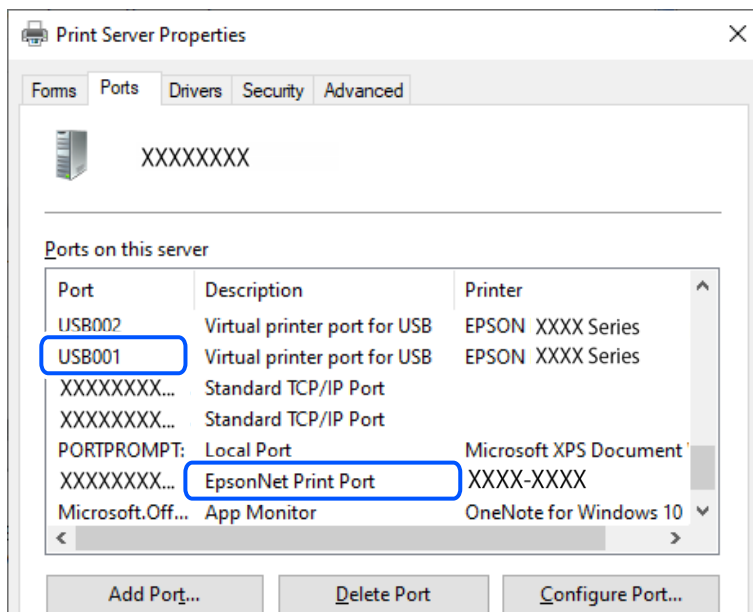 Print Server Properties
Forms Ports Drivers Security Advanced
XXXXXXXX
Ports on this server
Port Description Printer
USB002 Virtual printer port for USB EPSON XXXX Series
USB001 Virtual printer port for USB EPSON XXXX Series
XXXXXXXX... Standard TCP/IP Port
XXXXXXXX... Standard TCP/IP Port
PORTPROMPT: Local Port Microsoft XPS Document
XXXXXXXX... EpsonNet Print Port XXXX-XXXX
Microsoft.Off... App Monitor OneNote for Windows 10
Add Port... Delete Port Configure Port...